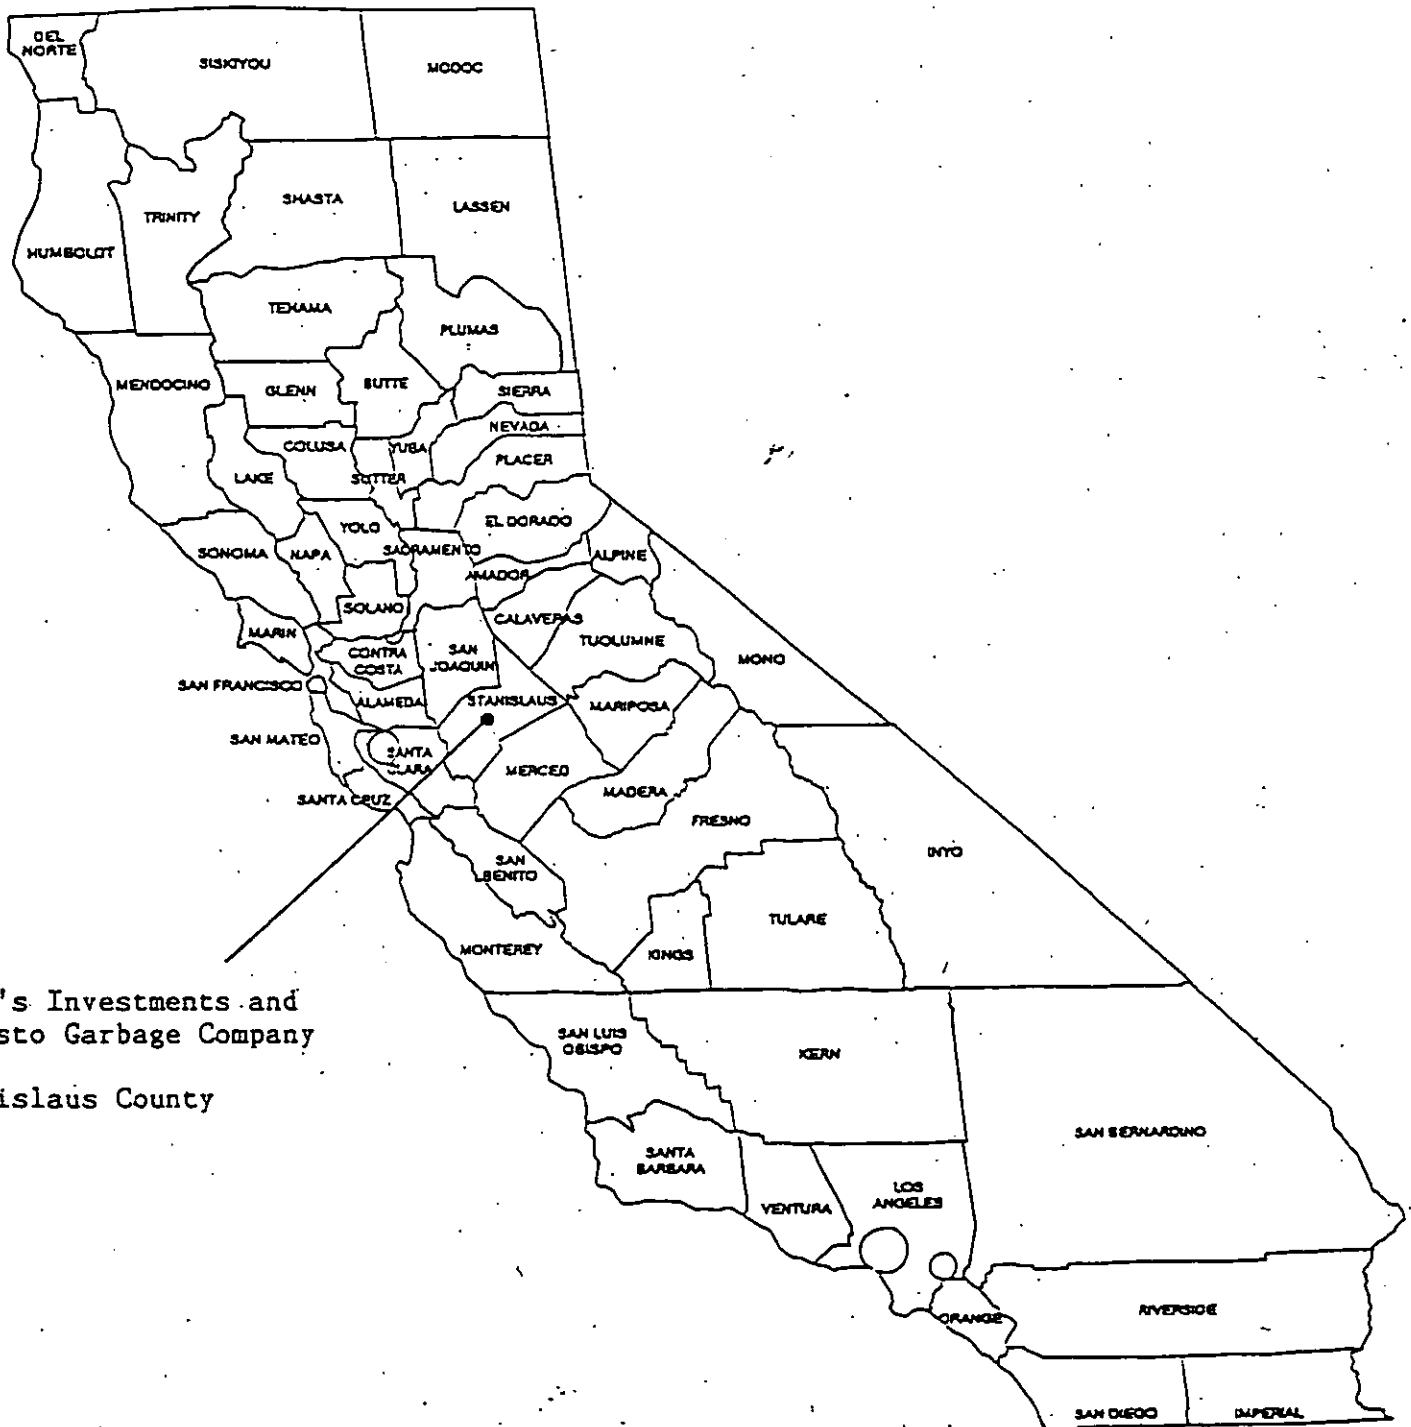 DEL
NORTE
SISKIYOU
MODOC
SHASTA
LASSEN
TRINITY
HUMBOLDT
TEHAMA
PLUMAS
MENDOCINO
GLENN
BUTTE
SIERRA
NEVADA
COLUSA
YUBA
PLACER
LAKE
SUTTER
EL DORADO
YOLO
SACRAMENTO
SONOMA
NAPA
ALPINE
AMADOR
SOLANO
CALAVERAS
MARIN
TUOLUMNE
CONTRA
COSTA
SAN
JOAQUIN
MONO
SAN FRANCISCO
ALAMEDA
STANISLAUS
MARIPOSA
SAN MATEO
SANTA
CLARA
MERCED
MADERA
SANTA CRUZ
FRESNO
INYO
SAN
BENITO
TULARE
MONTEREY
KINGS
's Investments and
sto Garbage Company
islaus County
SAN LUIS
OBISPO
KERN
SAN BERNARDINO
SANTA
BARBARA
LOS
ANGELES
VENTURA
RIVERSIDE
ORANGE
SAN DIEGO
IMPERIAL